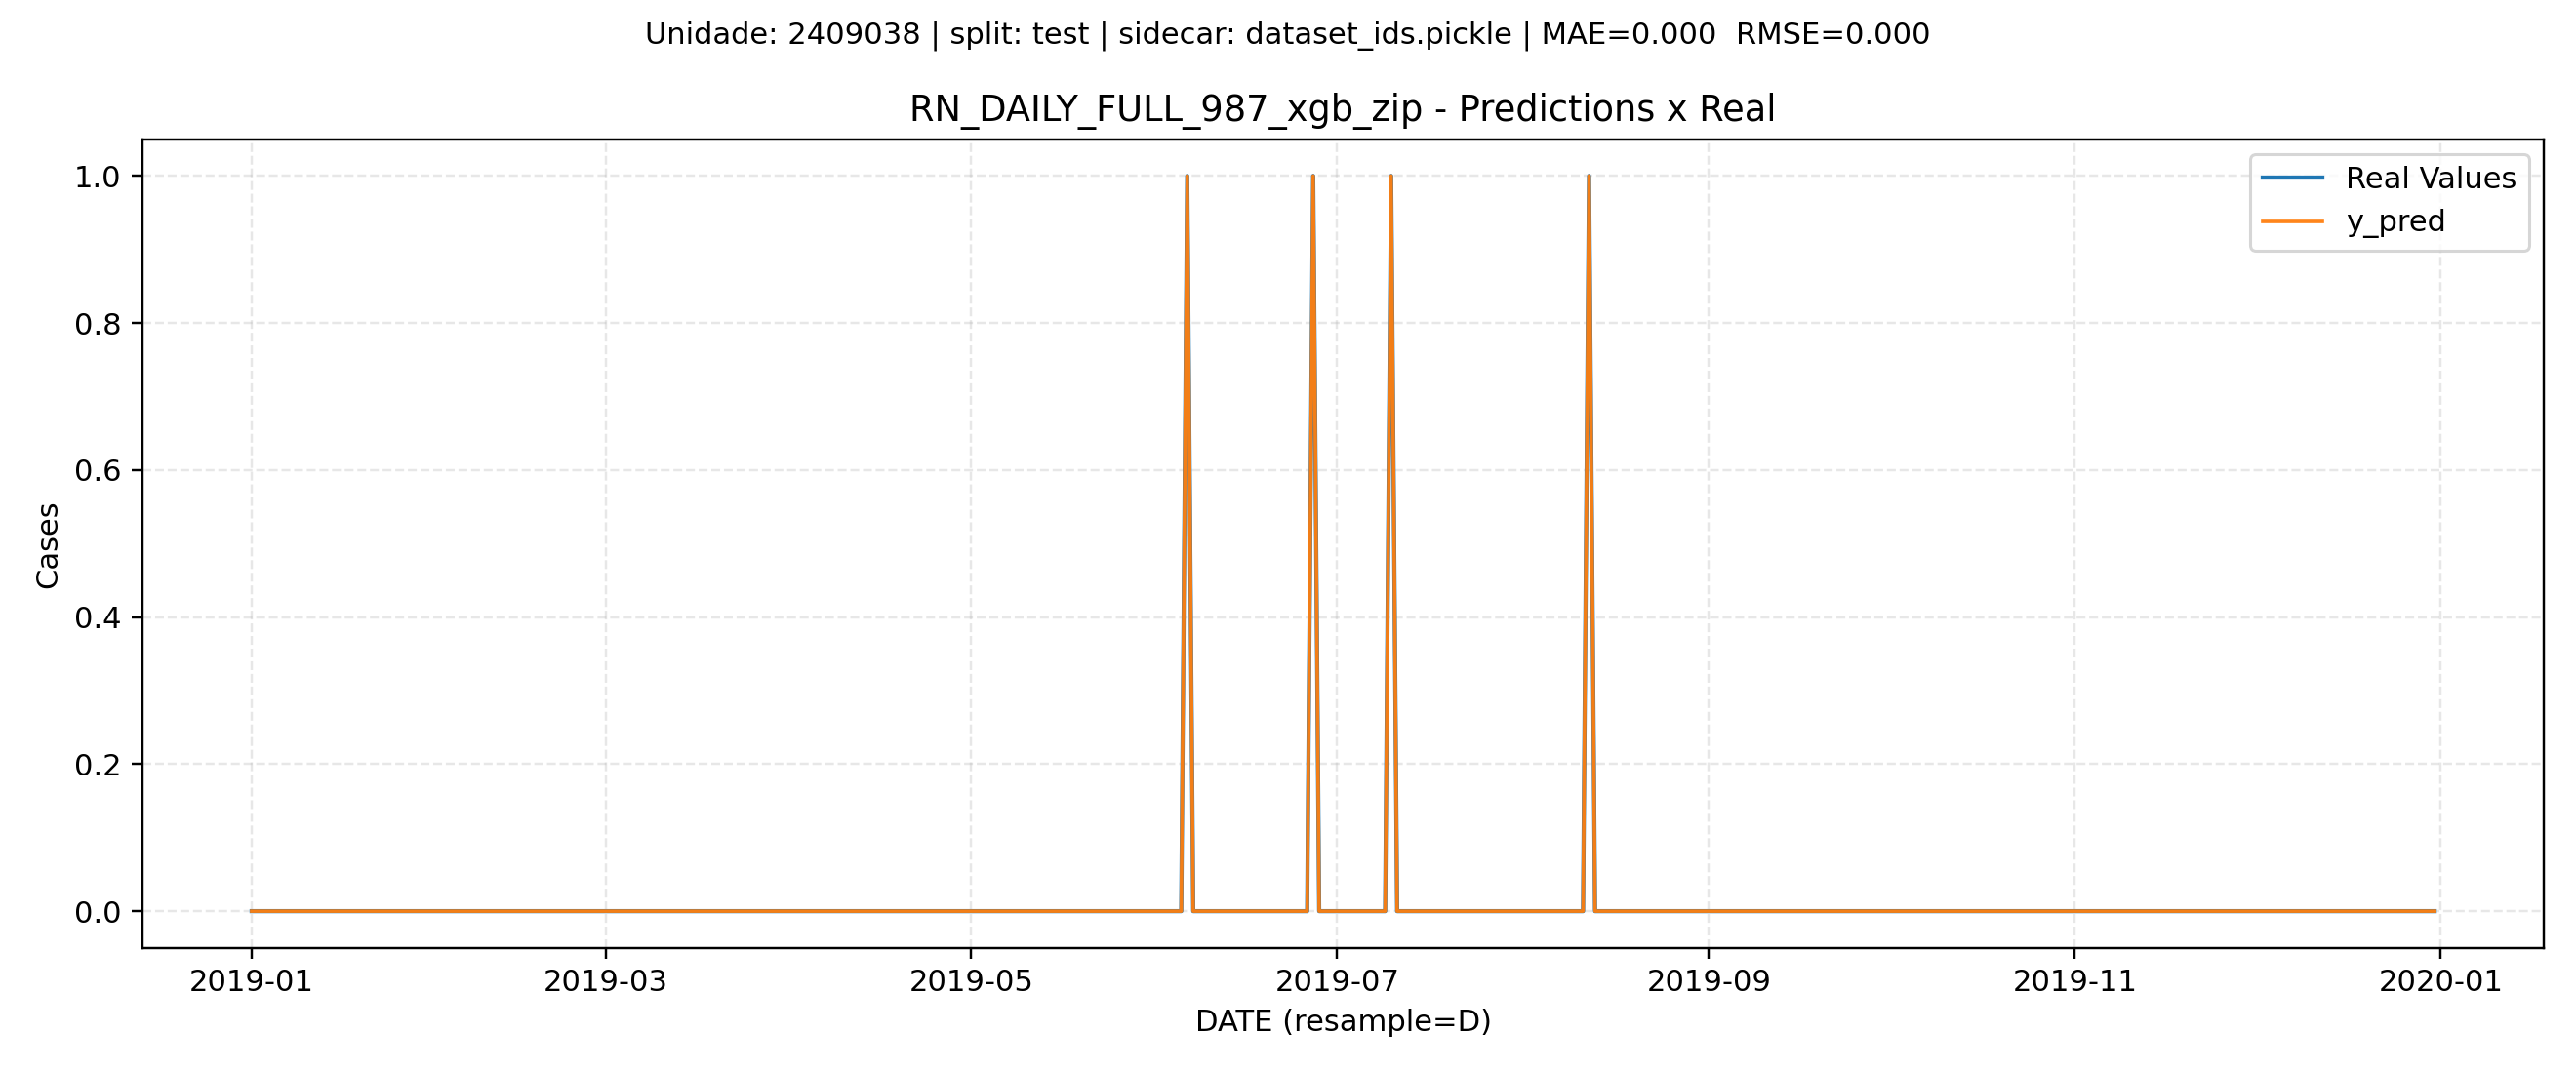 Unidade: 2409038 | split: test | sidecar: dataset_ids.pickle | MAE=0.000  RMSE=0.000
RN_DAILY_FULL_987_xgb_zip - Predictions x Real
Real Values
y_pred
Cases
1.0
0.8
0.6
0.4
0.2
0.0
2019-01
2019-03
2019-05
2019-07
2019-09
2019-11
2020-01
DATE (resample=D)